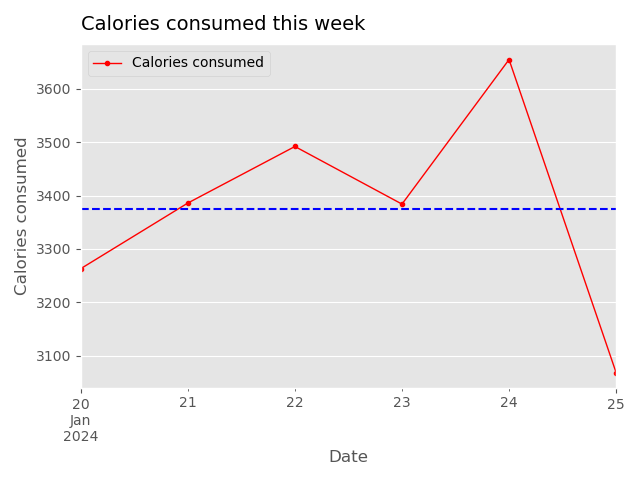 Calories consumed this week
Calories consumed
3600
3500
3400
3300
3200
3100
Calories consumed
20
Jan
2024
21
22
23
24
25
Date